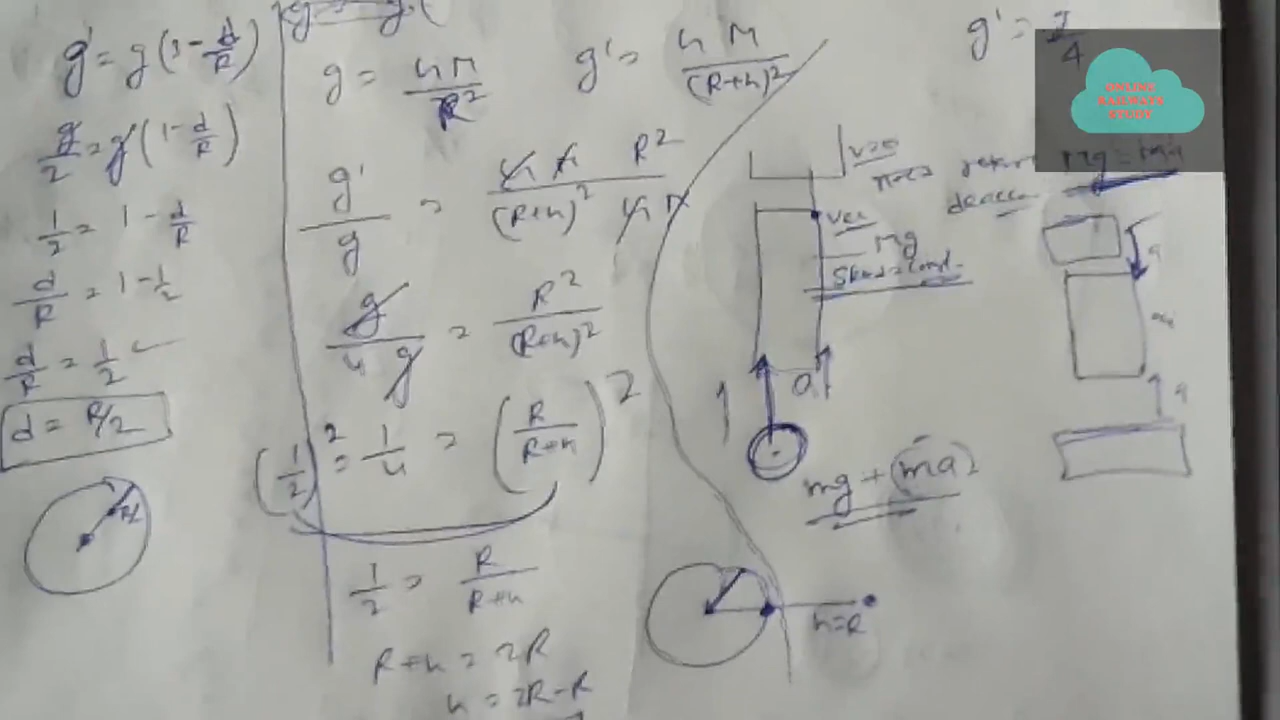 g' = g(1 - d/R)
g/2 = g(1 - d/R)
1/2 = 1 - d/R
d/R = 1 - 1/2
d/R = 1/2
d = R/2
R/2
g = GM/R²
g' = GM/(R+h)²
g' = g/4
g'/g = GM R²/(R+h)² GM
g/4g = R²/(R+h)²
(1/2)² = 1/4 = (R/(R+h))²
1/2 = R/(R+h)
R+h = 2R
h = 2R - R
ONLINE
RAILWAYS
STUDY
v=0
mg - ma
Mg
a
a
mg + (ma)
h=R